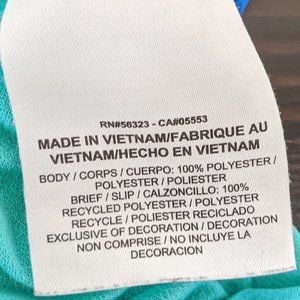 RN#56323 - CA#05553
MADE IN VIETNAM/FABRIQUE AU
VIETNAM/HECHO EN VIETNAM
BODY / CORPS / CUERPO: 100% POLYESTER /
POLYESTER / POLIESTER
BRIEF / SLIP / CALZONCILLO: 100%
RECYCLED POLYESTER / POLYESTER
RECYCLE / POLIESTER RECICLADO
EXCLUSIVE OF DECORATION / DECORATION
NON COMPRISE / NO INCLUYE LA
DECORACION